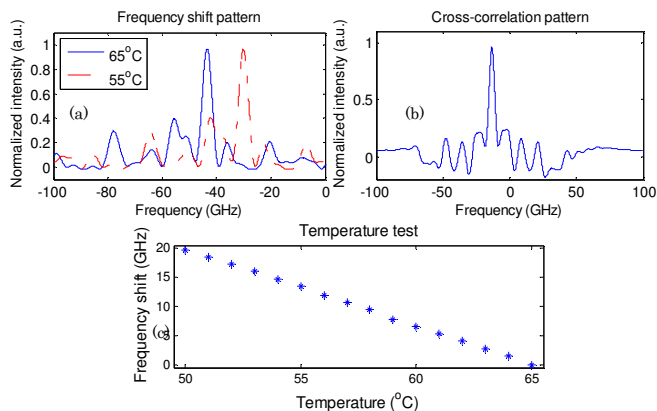 Frequency shift pattern
Normalized intensity (a.u.)
1
0.8
0.6
0.4
0.2
0
65°C
55°C
(a)
-100 -80 -60 -40 -20 0
Frequency (GHz)
Cross-correlation pattern
Normalized intensity (a.u.)
1
0.5
0
(b)
-100 -50 0 50 100
Frequency (GHz)
Temperature test
Frequency shift (GHz)
20
15
10
5
0
(c)
50 55 60 65
Temperature (°C)